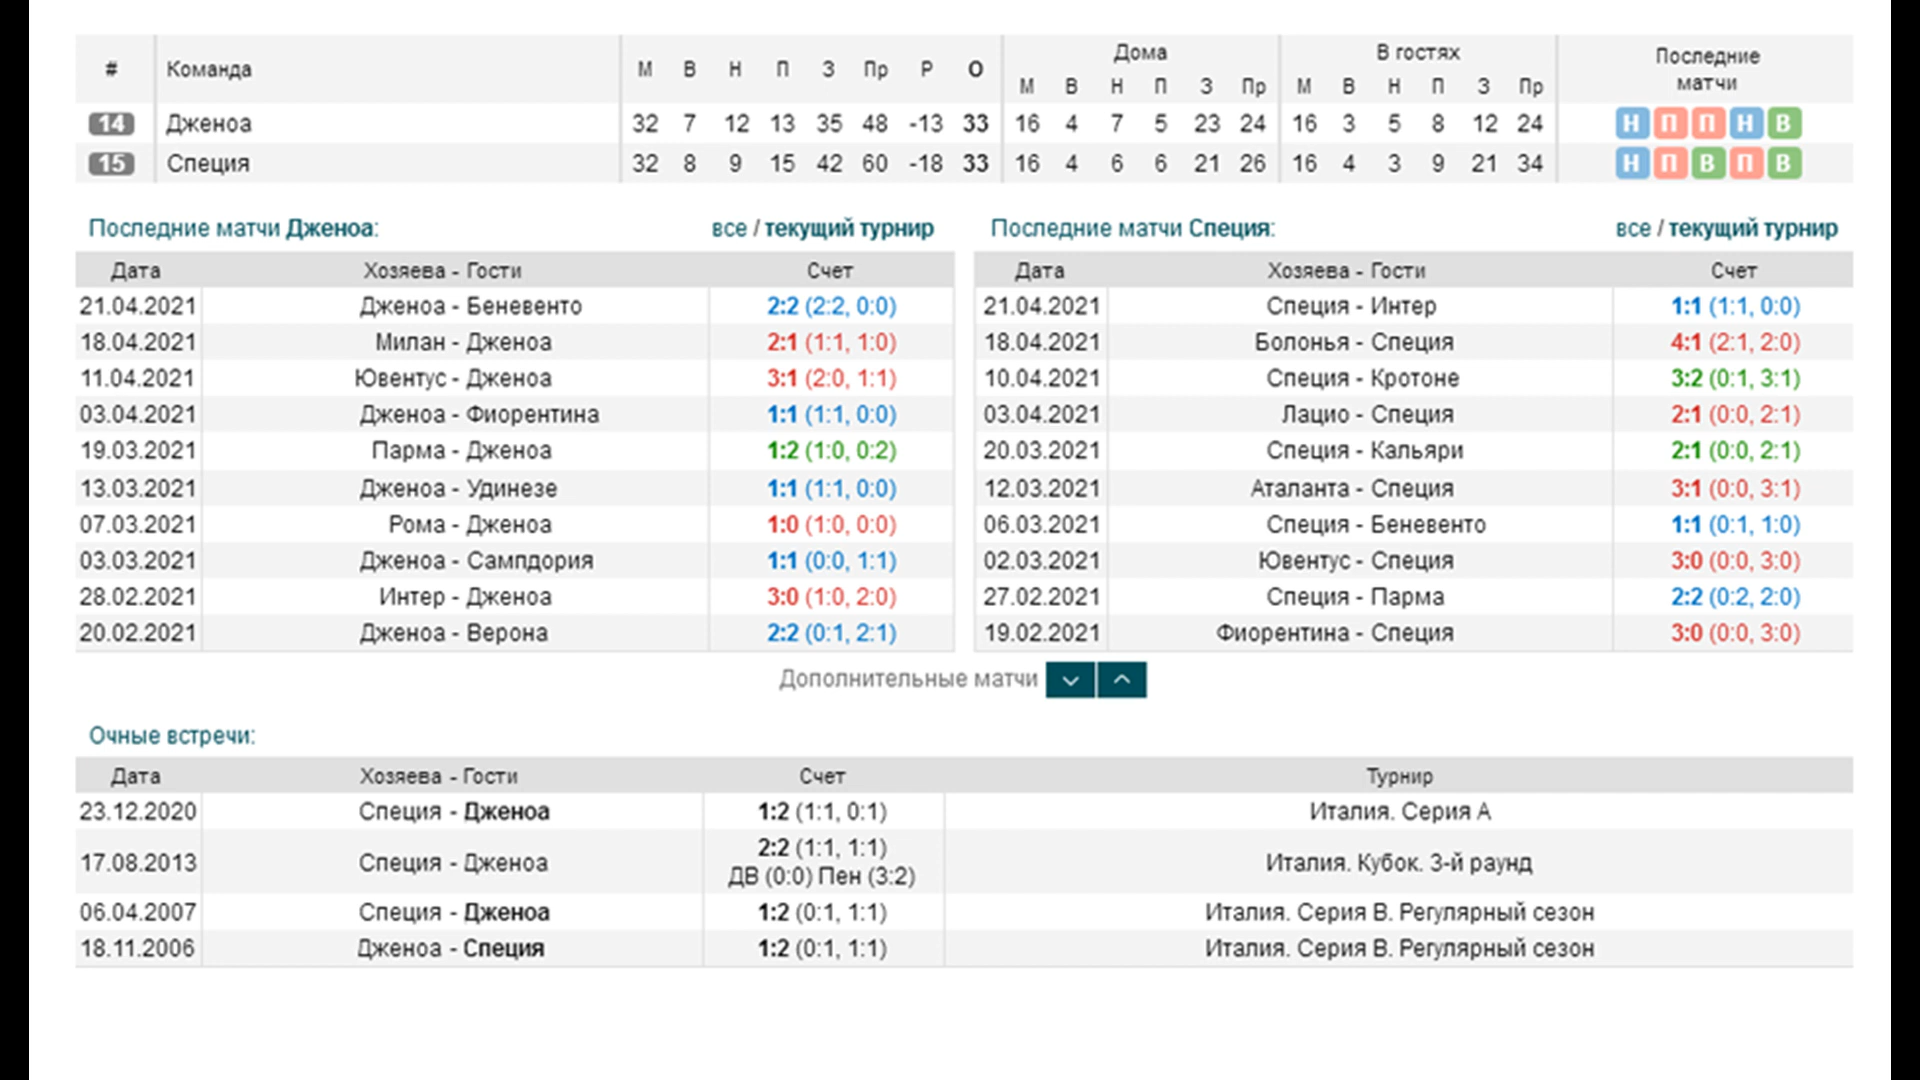 # Команда М В Н П З Пр Р О Дома М В Н П З Пр В гостях М В Н П З Пр Последние матчи
14 Дженоа 32 7 12 13 35 48 -13 33 16 4 7 5 23 24 16 3 5 8 12 24 Н П П Н В
15 Специя 32 8 9 15 42 60 -18 33 16 4 6 6 21 26 16 4 3 9 21 34 Н П В П В
Последние матчи Дженоа: все / текущий турнир
Дата Хозяева - Гости Счет
21.04.2021 Дженоа - Беневенто 2:2 (2:2, 0:0)
18.04.2021 Милан - Дженоа 2:1 (1:1, 1:0)
11.04.2021 Ювентус - Дженоа 3:1 (2:0, 1:1)
03.04.2021 Дженоа - Фиорентина 1:1 (1:1, 0:0)
19.03.2021 Парма - Дженоа 1:2 (1:0, 0:2)
13.03.2021 Дженоа - Удинезе 1:1 (1:1, 0:0)
07.03.2021 Рома - Дженоа 1:0 (1:0, 0:0)
03.03.2021 Дженоа - Сампдория 1:1 (0:0, 1:1)
28.02.2021 Интер - Дженоа 3:0 (1:0, 2:0)
20.02.2021 Дженоа - Верона 2:2 (0:1, 2:1)
Последние матчи Специя: все / текущий турнир
Дата Хозяева - Гости Счет
21.04.2021 Специя - Интер 1:1 (1:1, 0:0)
18.04.2021 Болонья - Специя 4:1 (2:1, 2:0)
10.04.2021 Специя - Кротоне 3:2 (0:1, 3:1)
03.04.2021 Лацио - Специя 2:1 (0:0, 2:1)
20.03.2021 Специя - Кальяри 2:1 (0:0, 2:1)
12.03.2021 Аталанта - Специя 3:1 (0:0, 3:1)
06.03.2021 Специя - Беневенто 1:1 (0:1, 1:0)
02.03.2021 Ювентус - Специя 3:0 (0:0, 3:0)
27.02.2021 Специя - Парма 2:2 (0:2, 2:0)
19.02.2021 Фиорентина - Специя 3:0 (0:0, 3:0)
Дополнительные матчи
Очные встречи:
Дата Хозяева - Гости Счет Турнир
23.12.2020 Специя - Дженоа 1:2 (1:1, 0:1) Италия. Серия А
17.08.2013 Специя - Дженоа 2:2 (1:1, 1:1) ДВ (0:0) Пен (3:2) Италия. Кубок. 3-й раунд
06.04.2007 Специя - Дженоа 1:2 (0:1, 1:1) Италия. Серия В. Регулярный сезон
18.11.2006 Дженоа - Специя 1:2 (0:1, 1:1) Италия. Серия В. Регулярный сезон